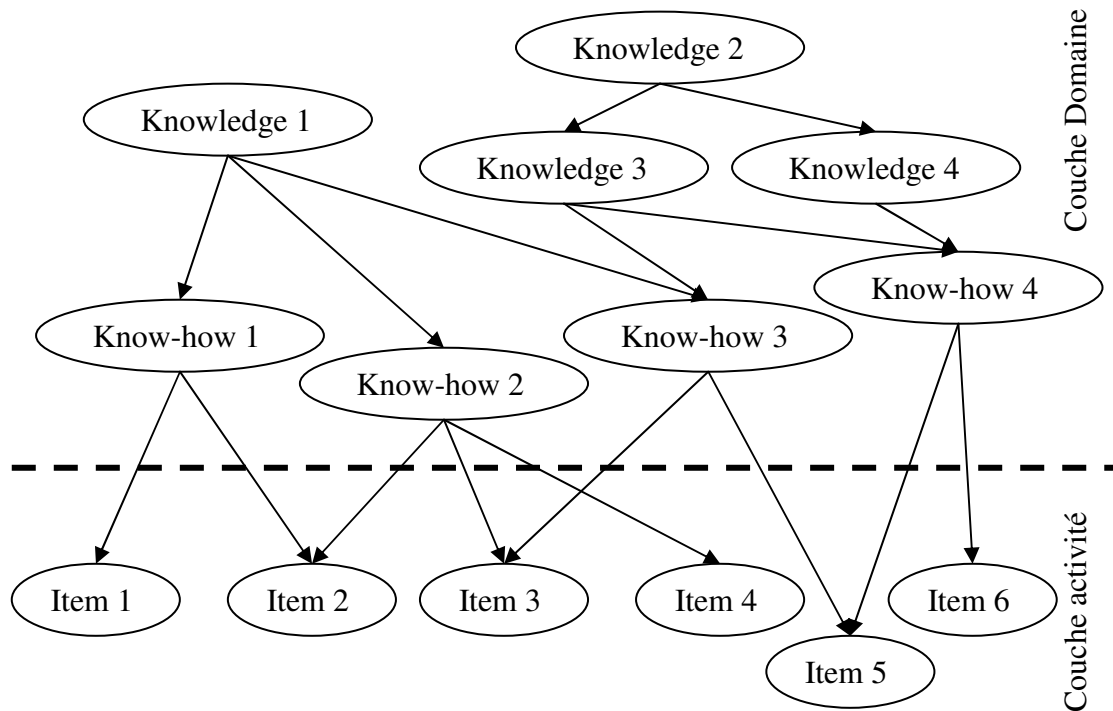 Knowledge 2
Knowledge 1
Knowledge 3
Knowledge 4
Couche Domaine
Know-how 4
Know-how 1
Know-how 3
Know-how 2
Item 1
Item 2
Item 3
Item 4
Item 6
Item 5
Couche activité